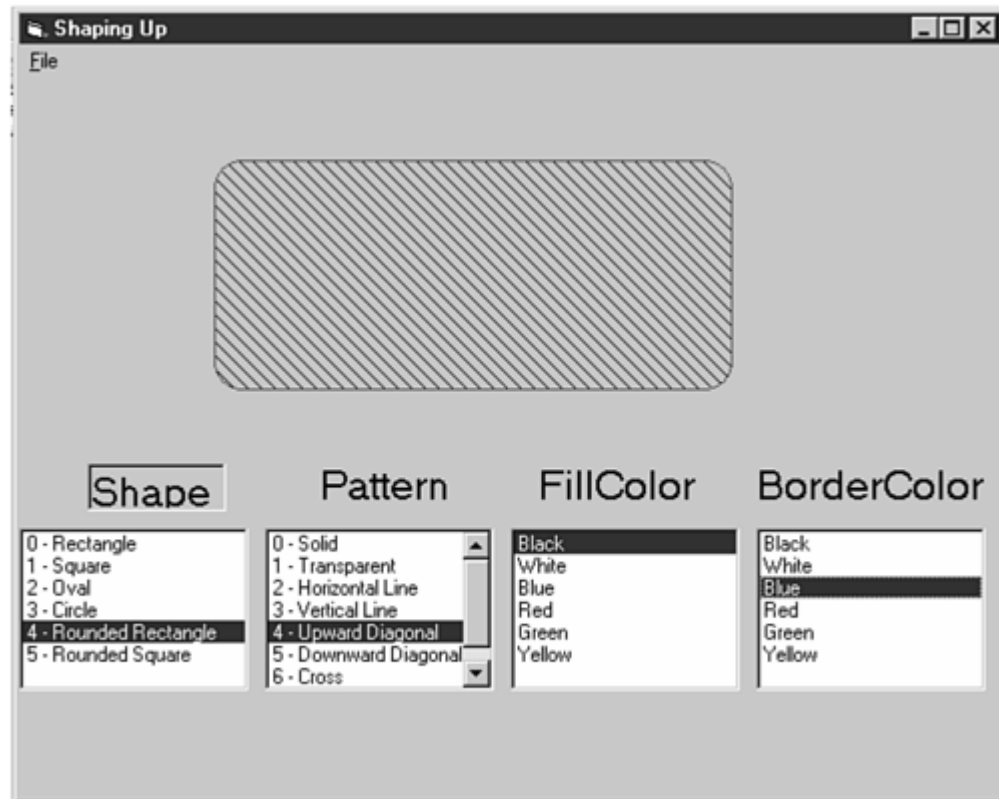 Shaping Up
File
Shape
Pattern
FillColor
BorderColor
0 - Rectangle
1 - Square
2 - Oval
3 - Circle
4 - Rounded Rectangle
5 - Rounded Square
0 - Solid
1 - Transparent
2 - Horizontal Line
3 - Vertical Line
4 - Upward Diagonal
5 - Downward Diagonal
6 - Cross
Black
White
Blue
Red
Green
Yellow
Black
White
Blue
Red
Green
Yellow